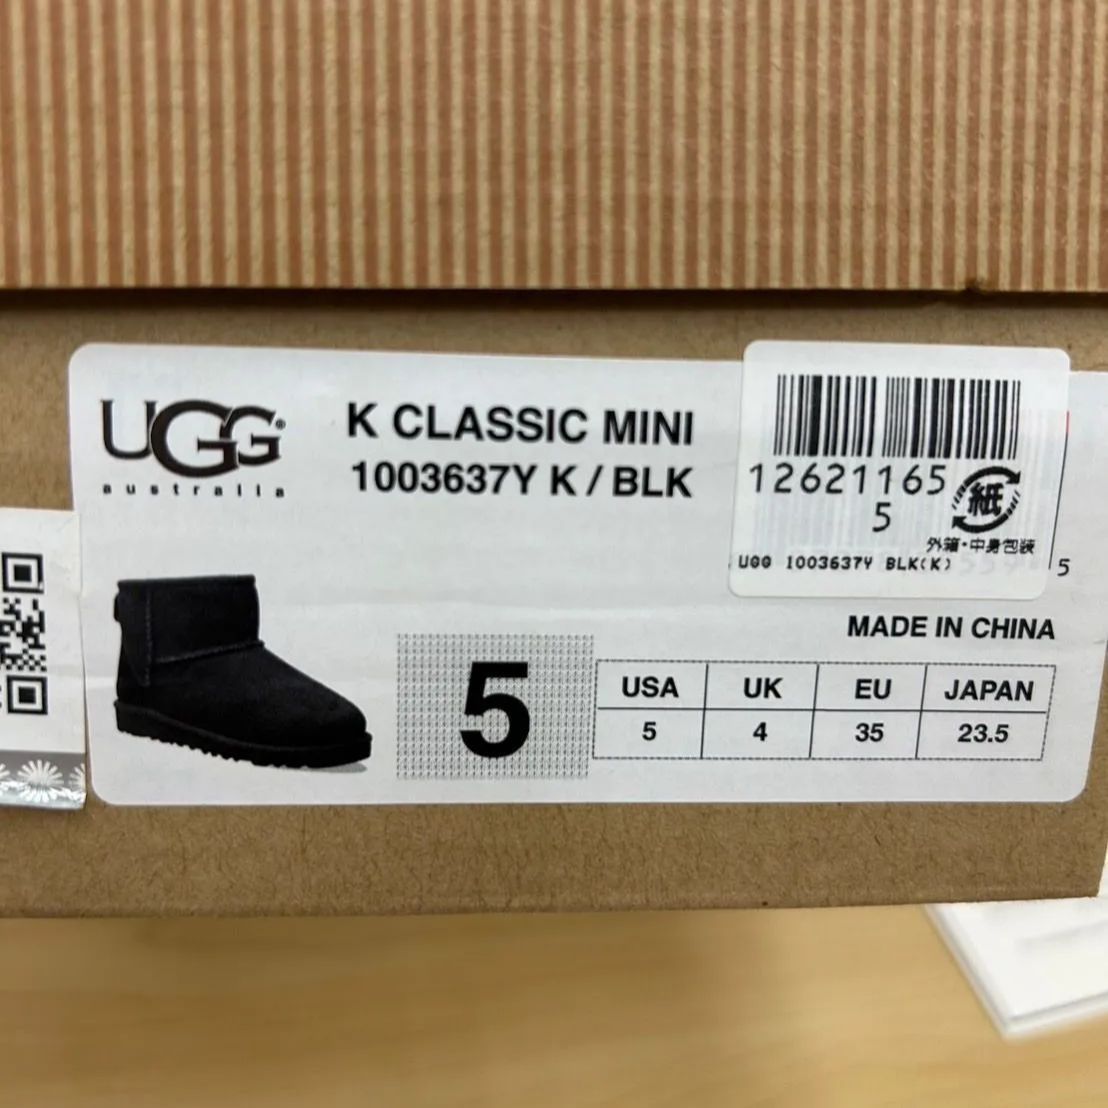 UGG®
australia
K CLASSIC MINI
1003637Y K / BLK
12621165
5
紙
外箱・中身包装
UGG 1003637Y BLK(K)
5
MADE IN CHINA
5
USA UK EU JAPAN
5 4 35 23.5